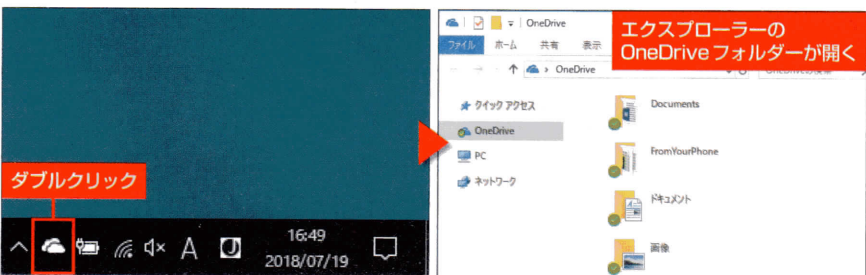 ダブルクリック
A
16:49
2018/07/19
OneDrive
エクスプローラーの
OneDriveフォルダーが開く
ファイル ホーム 共有 表示
OneDrive
クイック アクセス
OneDrive
PC
ネットワーク
Documents
FromYourPhone
ドキュメント
画像